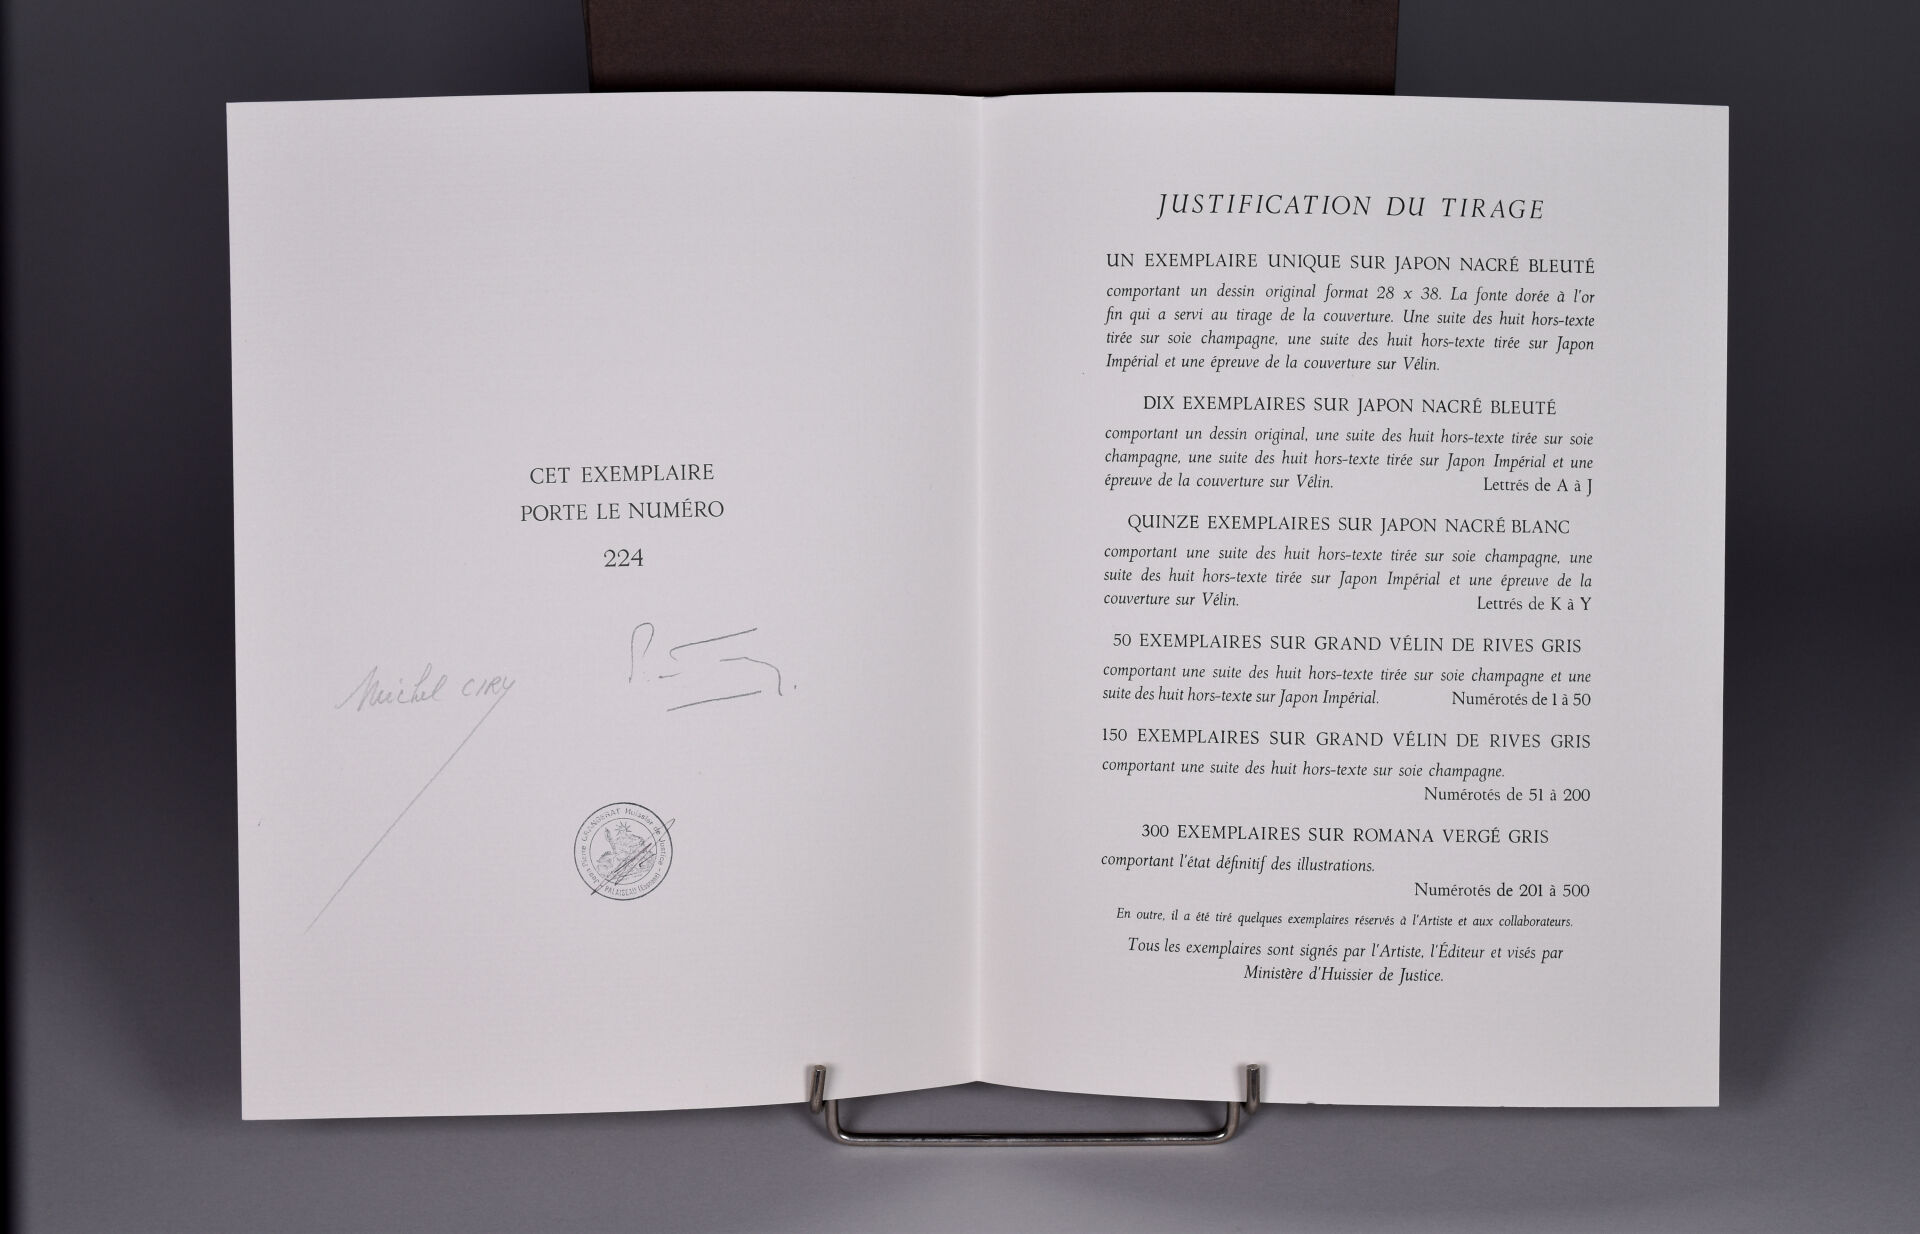 CET EXEMPLAIRE
PORTE LE NUMÉRO
224
Michel CIRY
Jean Pierre GRANGERAT Huissier de Justice
PALAISEAU (Essonne)
JUSTIFICATION DU TIRAGE
UN EXEMPLAIRE UNIQUE SUR JAPON NACRÉ BLEUTÉ
comportant un dessin original format 28 x 38. La fonte dorée à l'or
fin qui a servi au tirage de la couverture. Une suite des huit hors-texte
tirée sur soie champagne, une suite des huit hors-texte tirée sur Japon
Impérial et une épreuve de la couverture sur Vélin.
DIX EXEMPLAIRES SUR JAPON NACRÉ BLEUTÉ
comportant un dessin original, une suite des huit hors-texte tirée sur soie
champagne, une suite des huit hors-texte tirée sur Japon Impérial et une
épreuve de la couverture sur Vélin. Lettrés de A à J
QUINZE EXEMPLAIRES SUR JAPON NACRÉ BLANC
comportant une suite des huit hors-texte tirée sur soie champagne, une
suite des huit hors-texte tirée sur Japon Impérial et une épreuve de la
couverture sur Vélin. Lettrés de K à Y
50 EXEMPLAIRES SUR GRAND VÉLIN DE RIVES GRIS
comportant une suite des huit hors-texte tirée sur soie champagne et une
suite des huit hors-texte sur Japon Impérial. Numérotés de 1 à 50
150 EXEMPLAIRES SUR GRAND VÉLIN DE RIVES GRIS
comportant une suite des huit hors-texte sur soie champagne.
Numérotés de 51 à 200
300 EXEMPLAIRES SUR ROMANA VERGÉ GRIS
comportant l'état définitif des illustrations.
Numérotés de 201 à 500
En outre, il a été tiré quelques exemplaires réservés à l'Artiste et aux collaborateurs.
Tous les exemplaires sont signés par l'Artiste, l'Éditeur et visés par
Ministère d'Huissier de Justice.